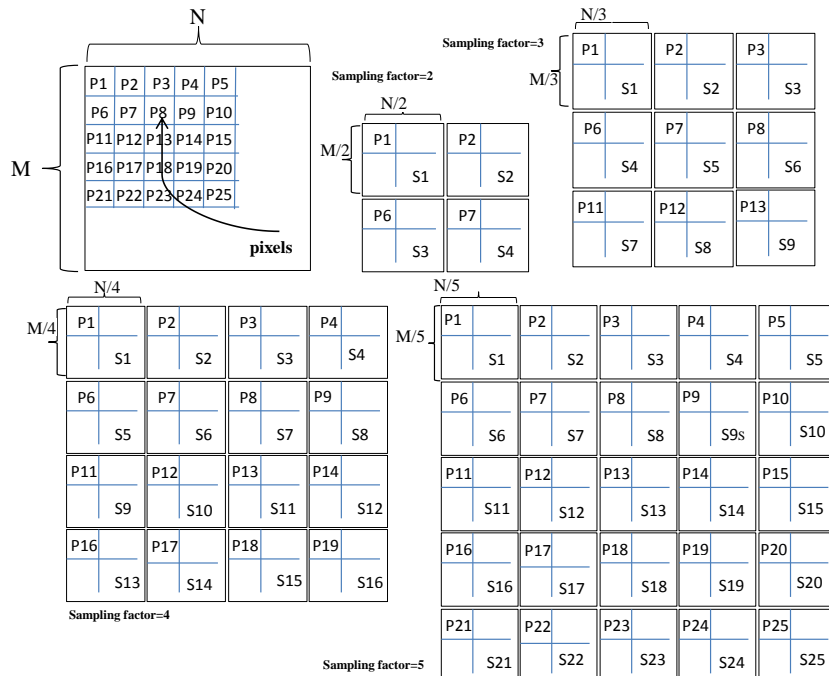 N
M
P1 P2 P3 P4 P5
P6 P7 P8 P9 P10
P11 P12 P13 P14 P15
P16 P17 P18 P19 P20
P21 P22 P23 P24 P25
pixels
Sampling factor=2
N/2
M/2
P1 P2
S1 S2
P6 P7
S3 S4
Sampling factor=3
N/3
M/3
P1 P2 P3
S1 S2 S3
P6 P7 P8
S4 S5 S6
P11 P12 P13
S7 S8 S9
N/4
M/4
P1 P2 P3 P4
S1 S2 S3 S4
P6 P7 P8 P9
S5 S6 S7 S8
P11 P12 P13 P14
S9 S10 S11 S12
P16 P17 P18 P19
S13 S14 S15 S16
Sampling factor=4
N/5
M/5
P1 P2 P3 P4 P5
S1 S2 S3 S4 S5
P6 P7 P8 P9 P10
S6 S7 S8 S9s S10
P11 P12 P13 P14 P15
S11 S12 S13 S14 S15
P16 P17 P18 P19 P20
S16 S17 S18 S19 S20
P21 P22 P23 P24 P25
S21 S22 S23 S24 S25
Sampling factor=5